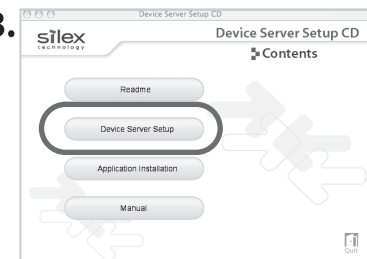 3.
Device Server Setup CD
silex
technology
Device Server Setup CD
Contents
Readme
Device Server Setup
Application Installation
Manual
Quit